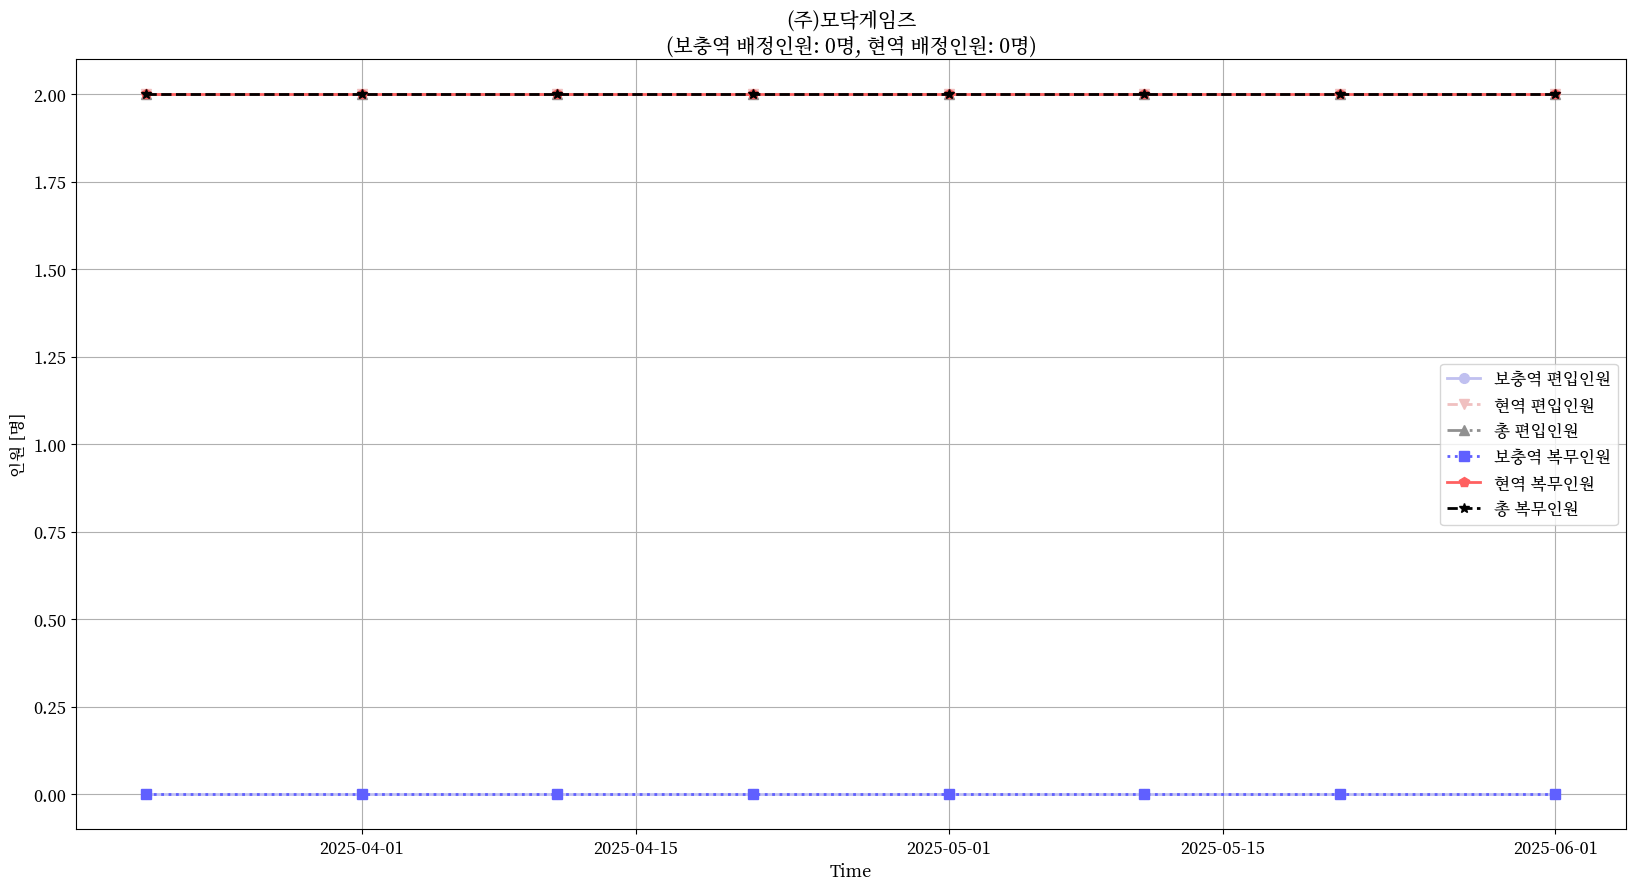 (주)모닥게임즈
(보충역 배정인원: 0명, 현역 배정인원: 0명)
2.00
1.75
1.50
1.25
1.00
0.75
0.50
0.25
0.00
인원 [명]
보충역 편입인원
현역 편입인원
총 편입인원
보충역 복무인원
현역 복무인원
총 복무인원
2025-04-01
2025-04-15
2025-05-01
2025-05-15
2025-06-01
Time